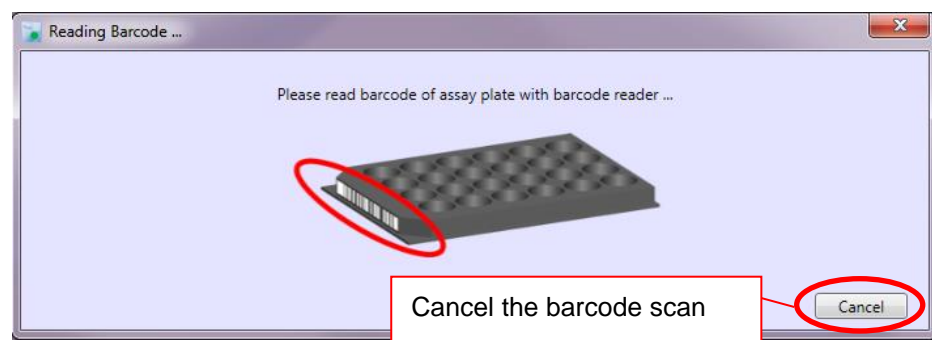 Reading Barcode ...
Please read barcode of assay plate with barcode reader ...
Cancel the barcode scan
Cancel